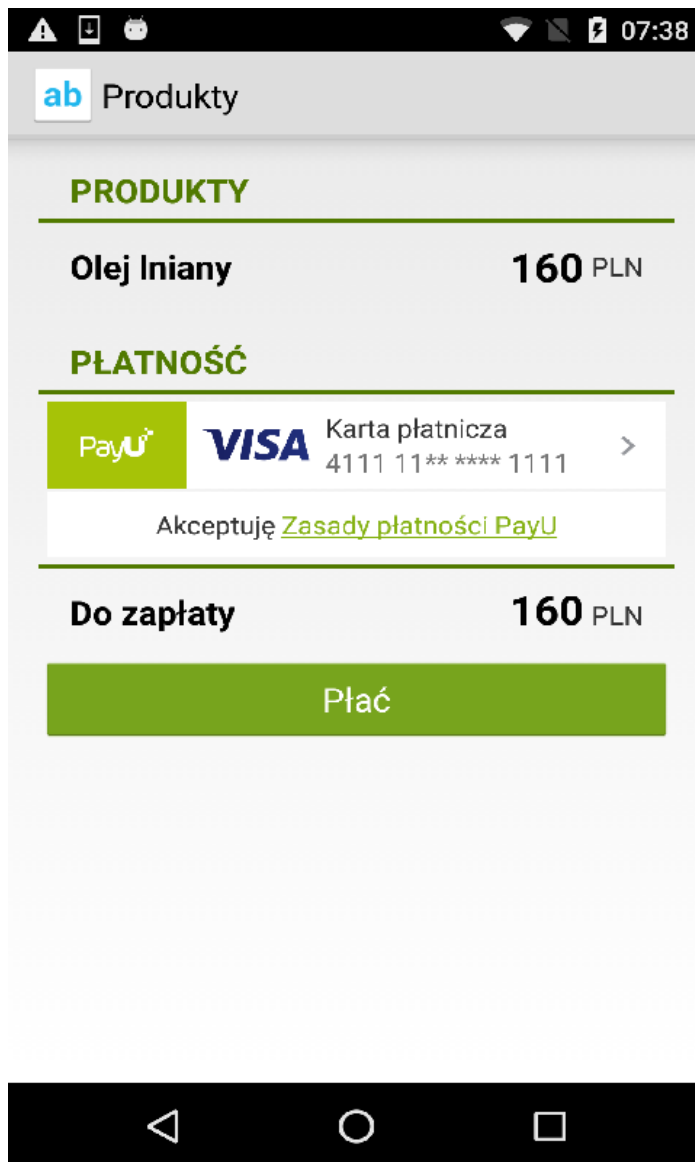 07:38
ab Produkty
PRODUKTY
Olej lniany 160 PLN
PŁATNOŚĆ
PayU VISA Karta płatnicza
4111 11** **** 1111
Akceptuję Zasady płatności PayU
Do zapłaty 160 PLN
Płać